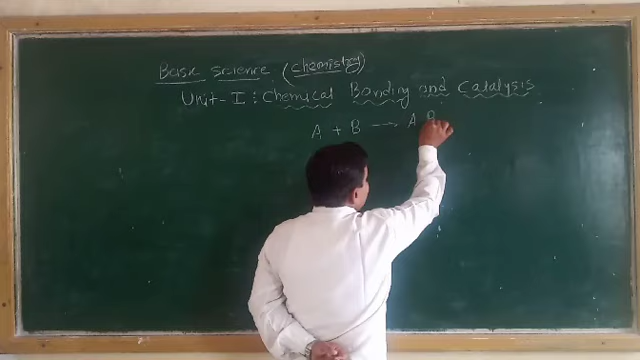 Basic science (chemistry)
Unit-I : Chemical Bonding and Catalysis
A + B → A B